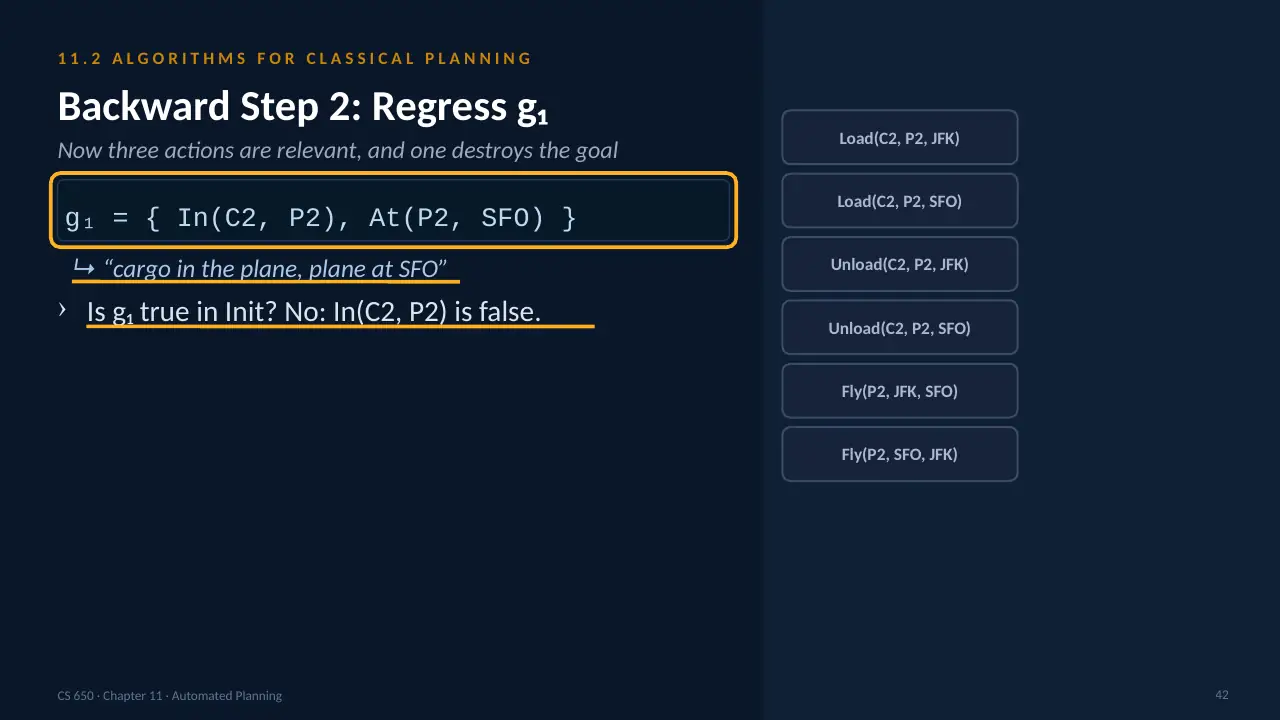 11.2 ALGORITHMS FOR CLASSICAL PLANNING
Backward Step 2: Regress g₁
Now three actions are relevant, and one destroys the goal
g₁ = { In(C2, P2), At(P2, SFO) }
↳ “cargo in the plane, plane at SFO”
› Is g₁ true in Init? No: In(C2, P2) is false.
Load(C2, P2, JFK)
Load(C2, P2, SFO)
Unload(C2, P2, JFK)
Unload(C2, P2, SFO)
Fly(P2, JFK, SFO)
Fly(P2, SFO, JFK)
CS 650 · Chapter 11 · Automated Planning
42